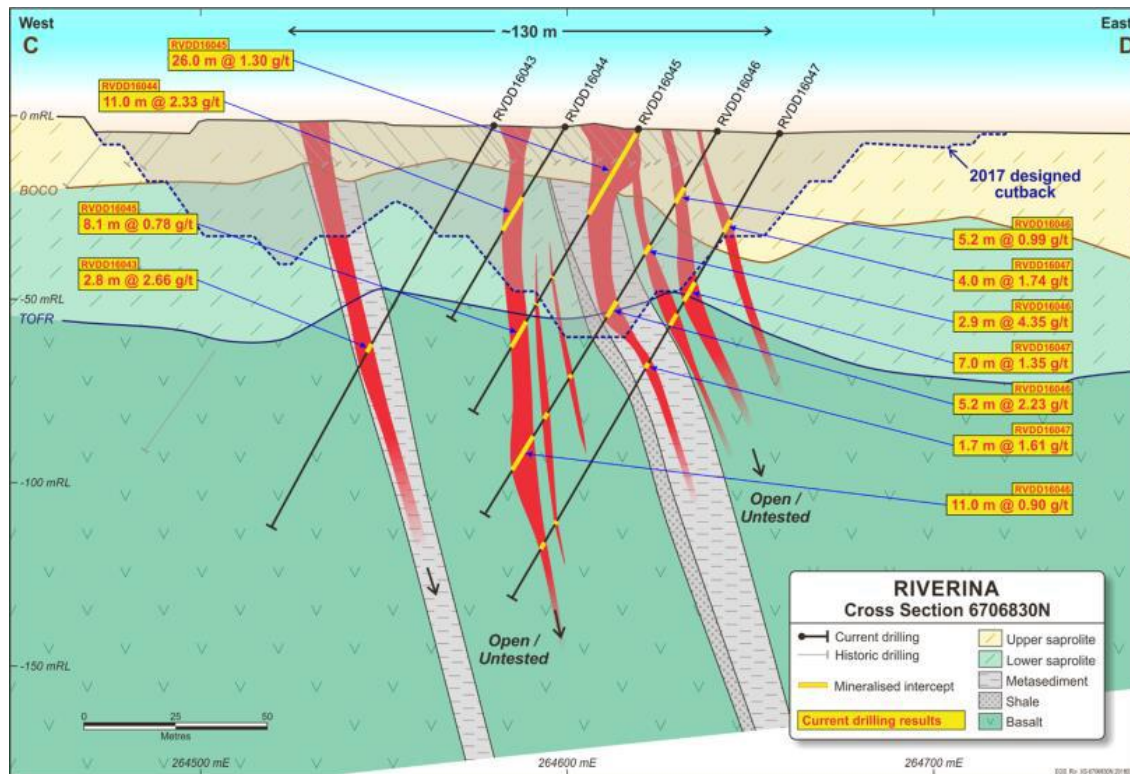 West
C
East
D
~130 m
RVDD16043
RVDD16044
RVDD16045
RVDD16046
RVDD16047
RVDD16045
26.0 m @ 1.30 g/t
RVDD16044
11.0 m @ 2.33 g/t
0 mRL
BOCO
RVDD16045
8.1 m @ 0.78 g/t
RVDD16043
2.8 m @ 2.66 g/t
-50 mRL
TOFR
-100 mRL
-150 mRL
2017 designed
cutback
RVDD16046
5.2 m @ 0.99 g/t
RVDD16047
4.0 m @ 1.74 g/t
RVDD16046
2.9 m @ 4.35 g/t
RVDD16047
7.0 m @ 1.35 g/t
RVDD16046
5.2 m @ 2.23 g/t
RVDD16047
1.7 m @ 1.61 g/t
RVDD16046
11.0 m @ 0.90 g/t
Open /
Untested
Open /
Untested
RIVERINA
Cross Section 6706830N
Current drilling
Historic drilling
Mineralised intercept
Current drilling results
Upper saprolite
Lower saprolite
Metasediment
Shale
Basalt
0 25 50
Metres
264500 mE
264600 mE
264700 mE